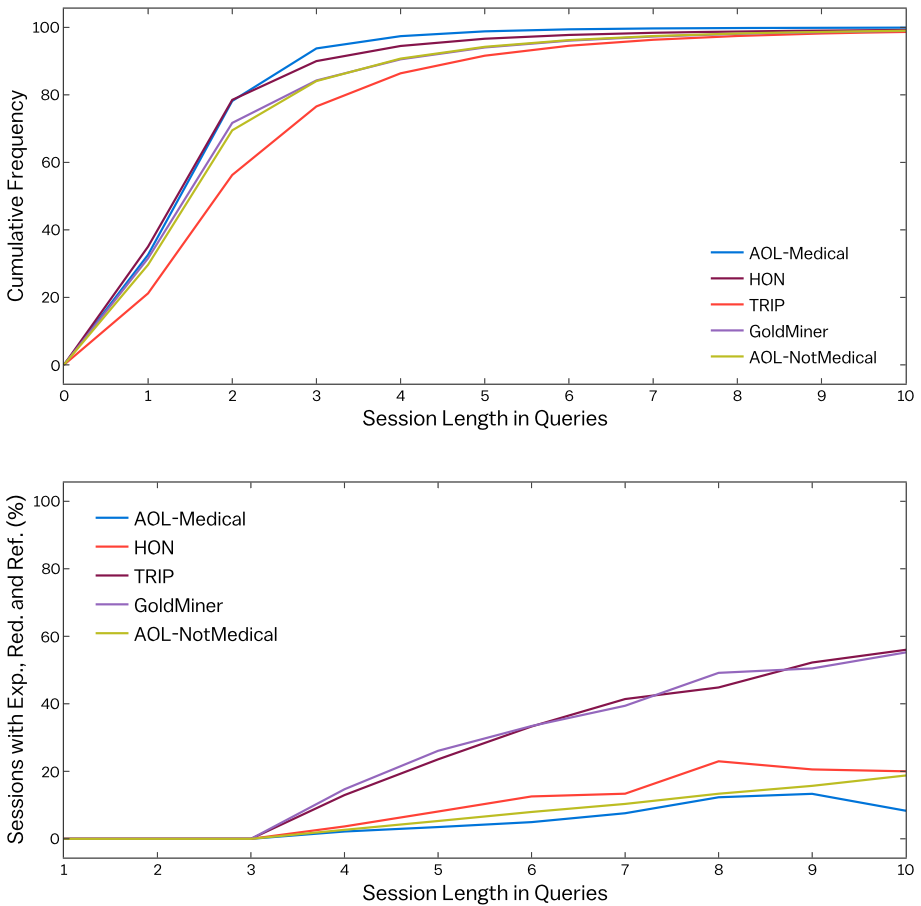 100
80
60
40
20
0
Cumulative Frequency
AOL-Medical
HON
TRIP
GoldMiner
AOL-NotMedical
0 1 2 3 4 5 6 7 8 9 10
Session Length in Queries
100
80
60
40
20
0
Sessions with Exp., Red. and Ref. (%)
AOL-Medical
HON
TRIP
GoldMiner
AOL-NotMedical
1 2 3 4 5 6 7 8 9 10
Session Length in Queries